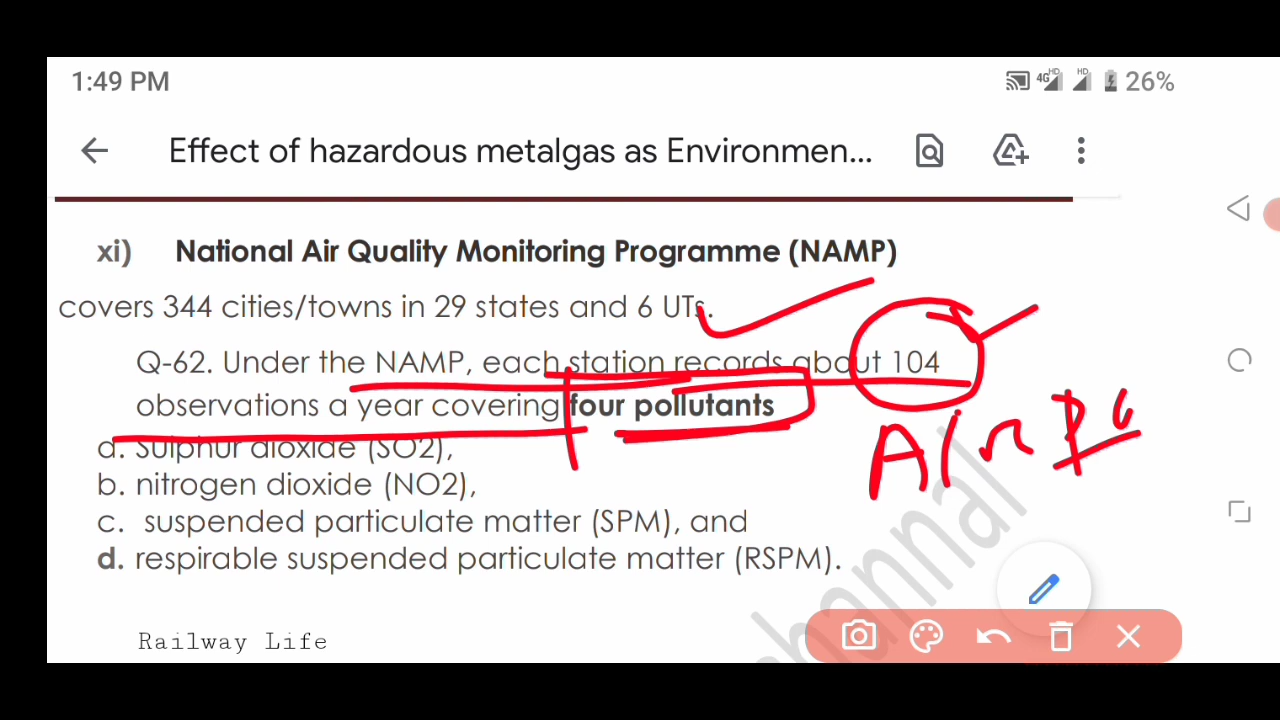 1:49 PM 4G HD HD 26%
Effect of hazardous metalgas as Environmen...
xi) National Air Quality Monitoring Programme (NAMP)
covers 344 cities/towns in 29 states and 6 UTs.
Q-62. Under the NAMP, each station records about 104
observations a year covering four pollutants
a. Sulphur dioxide (SO2),
b. nitrogen dioxide (NO2),
c. suspended particulate matter (SPM), and
d. respirable suspended particulate matter (RSPM).
Air
Railway Life